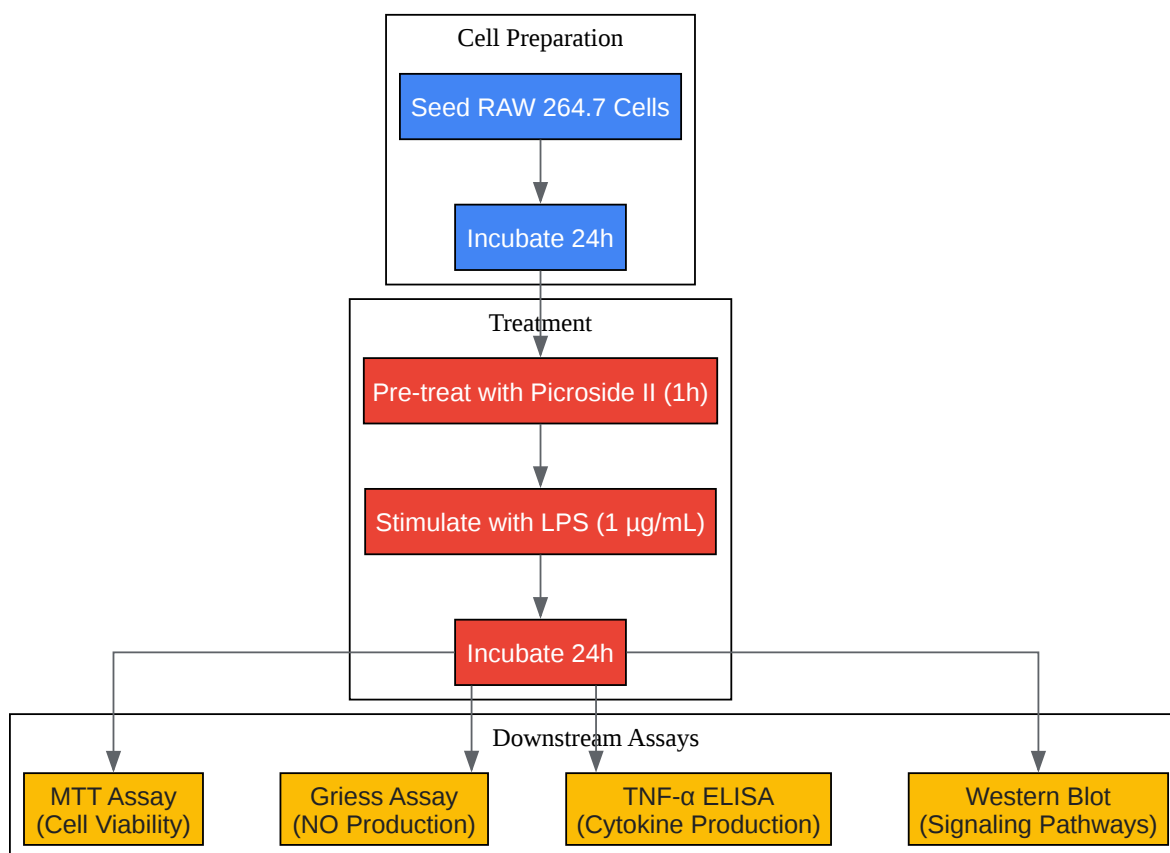 Cell Preparation
Seed RAW 264.7 Cells
Incubate 24h
Treatment
Pre-treat with Picroside II (1h)
Stimulate with LPS (1 µg/mL)
Incubate 24h
Downstream Assays
MTT Assay
(Cell Viability)
Griess Assay
(NO Production)
TNF-α ELISA
(Cytokine Production)
Western Blot
(Signaling Pathways)